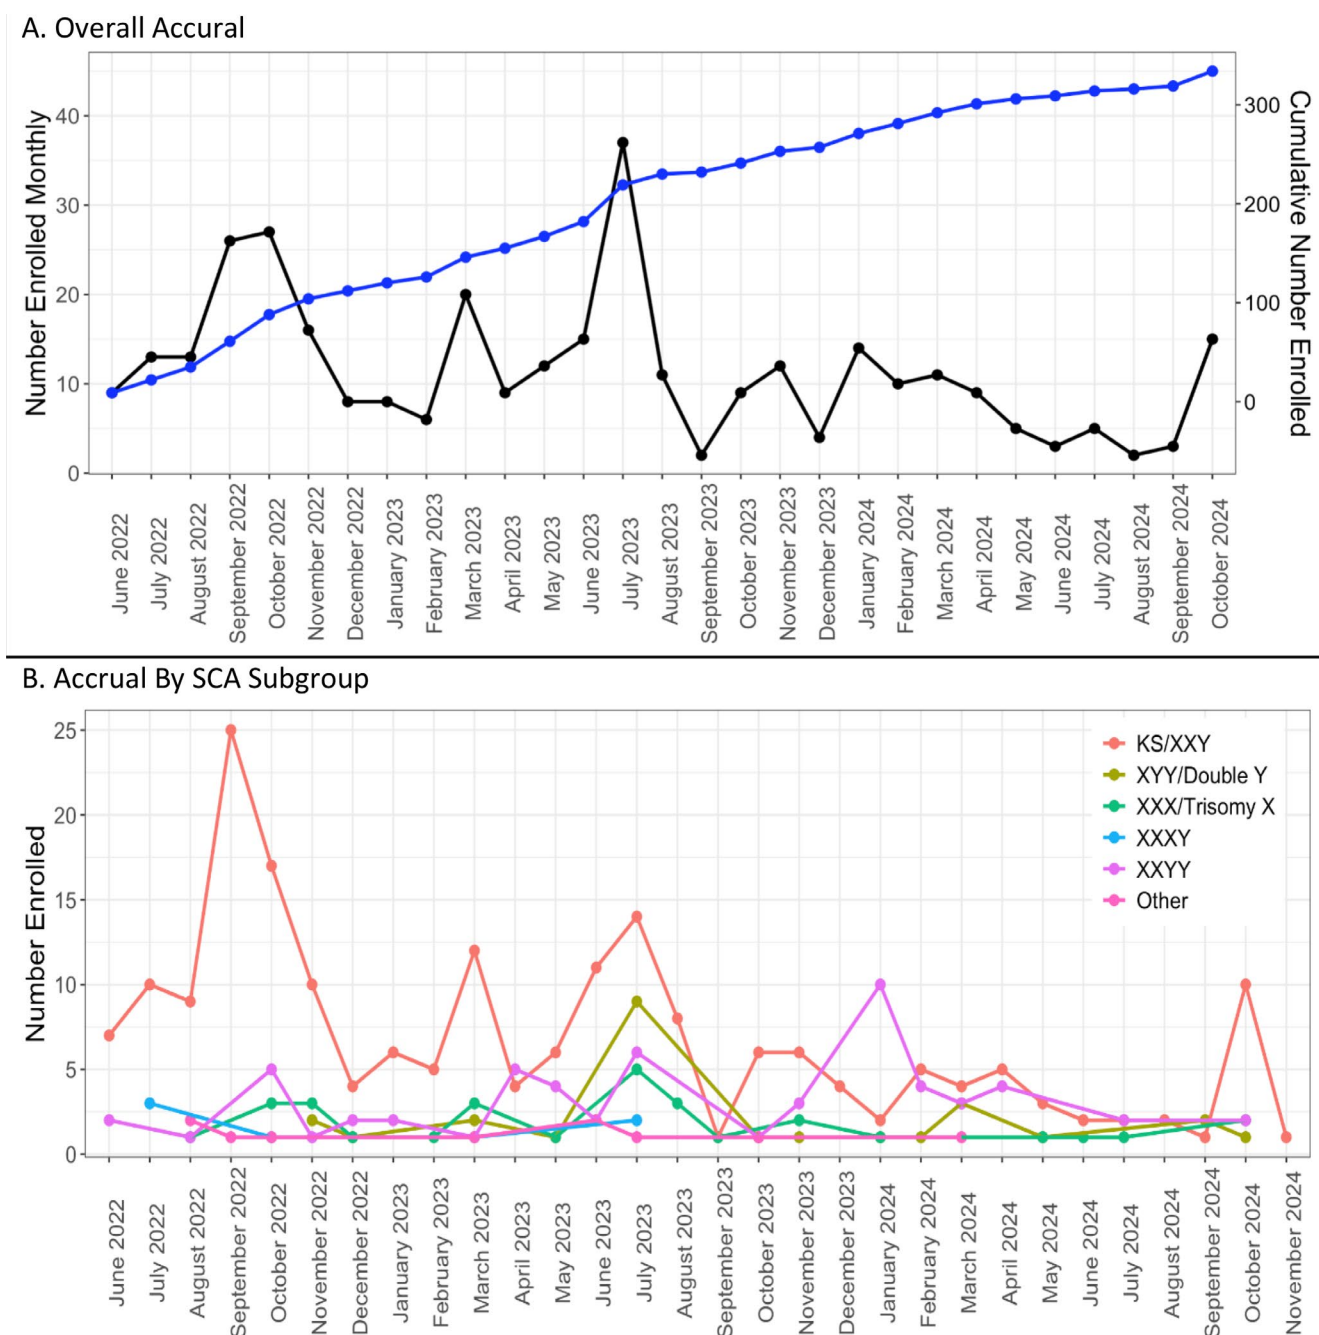 A. Overall Accural
Number Enrolled Monthly
40
30
20
10
0
Cumulative Number Enrolled
300
200
100
0
June 2022
July 2022
August 2022
September 2022
October 2022
November 2022
December 2022
January 2023
February 2023
March 2023
April 2023
May 2023
June 2023
July 2023
August 2023
September 2023
October 2023
November 2023
December 2023
January 2024
February 2024
March 2024
April 2024
May 2024
June 2024
July 2024
August 2024
September 2024
October 2024
B. Accrual By SCA Subgroup
Number Enrolled
25
20
15
10
5
0
KS/XXY
XYY/Double Y
XXX/Trisomy X
XXXY
XXYY
Other
June 2022
July 2022
August 2022
September 2022
October 2022
November 2022
December 2022
January 2023
February 2023
March 2023
April 2023
May 2023
June 2023
July 2023
August 2023
September 2023
October 2023
November 2023
December 2023
January 2024
February 2024
March 2024
April 2024
May 2024
June 2024
July 2024
August 2024
September 2024
October 2024
November 2024